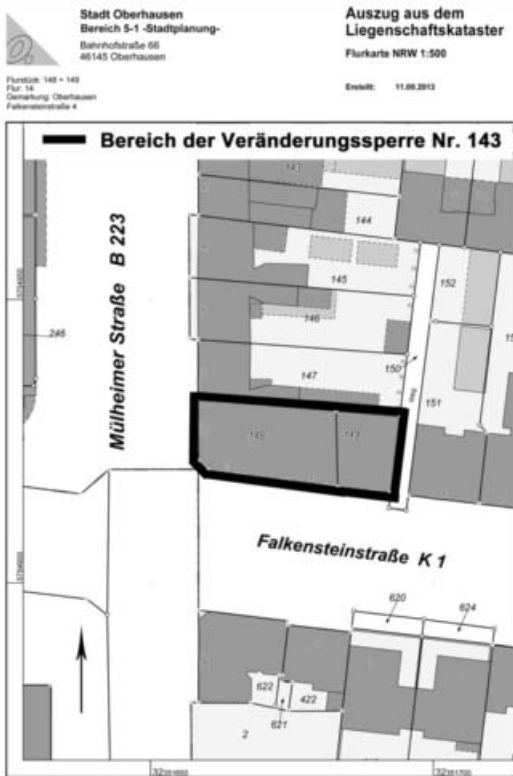 Stadt Oberhausen
Bereich 5-1 -Stadtplanung-
Bahnhofstraße 66
46145 Oberhausen
Auszug aus dem
Liegenschaftskataster
Flurkarte NRW 1:500
Erstellt: 11.09.2013
Flurstück: 148 + 149
Flur: 14
Gemarkung: Oberhausen
Falkensteinstraße 4
Bereich der Veränderungssperre Nr. 143
Mülheimer Straße B 223
143
144
145
152
146
246
147
150
151
Weg
148
149
Falkensteinstraße K 1
620
624
622
422
621
2